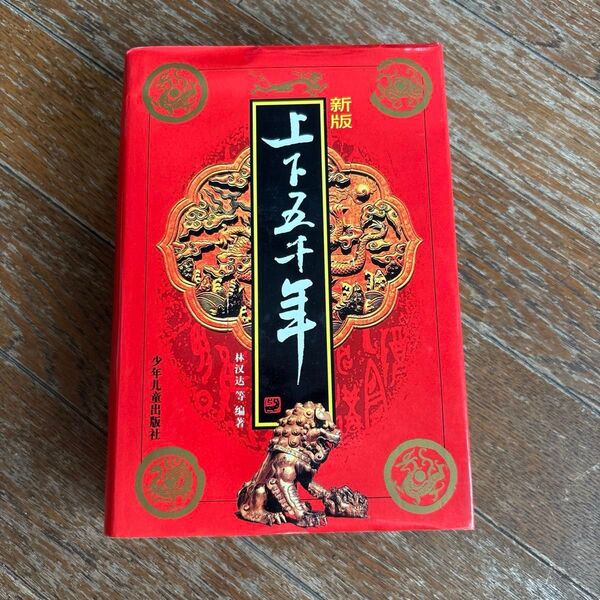 新版
上下五千年
林汉达 等 编著
少年儿童出版社